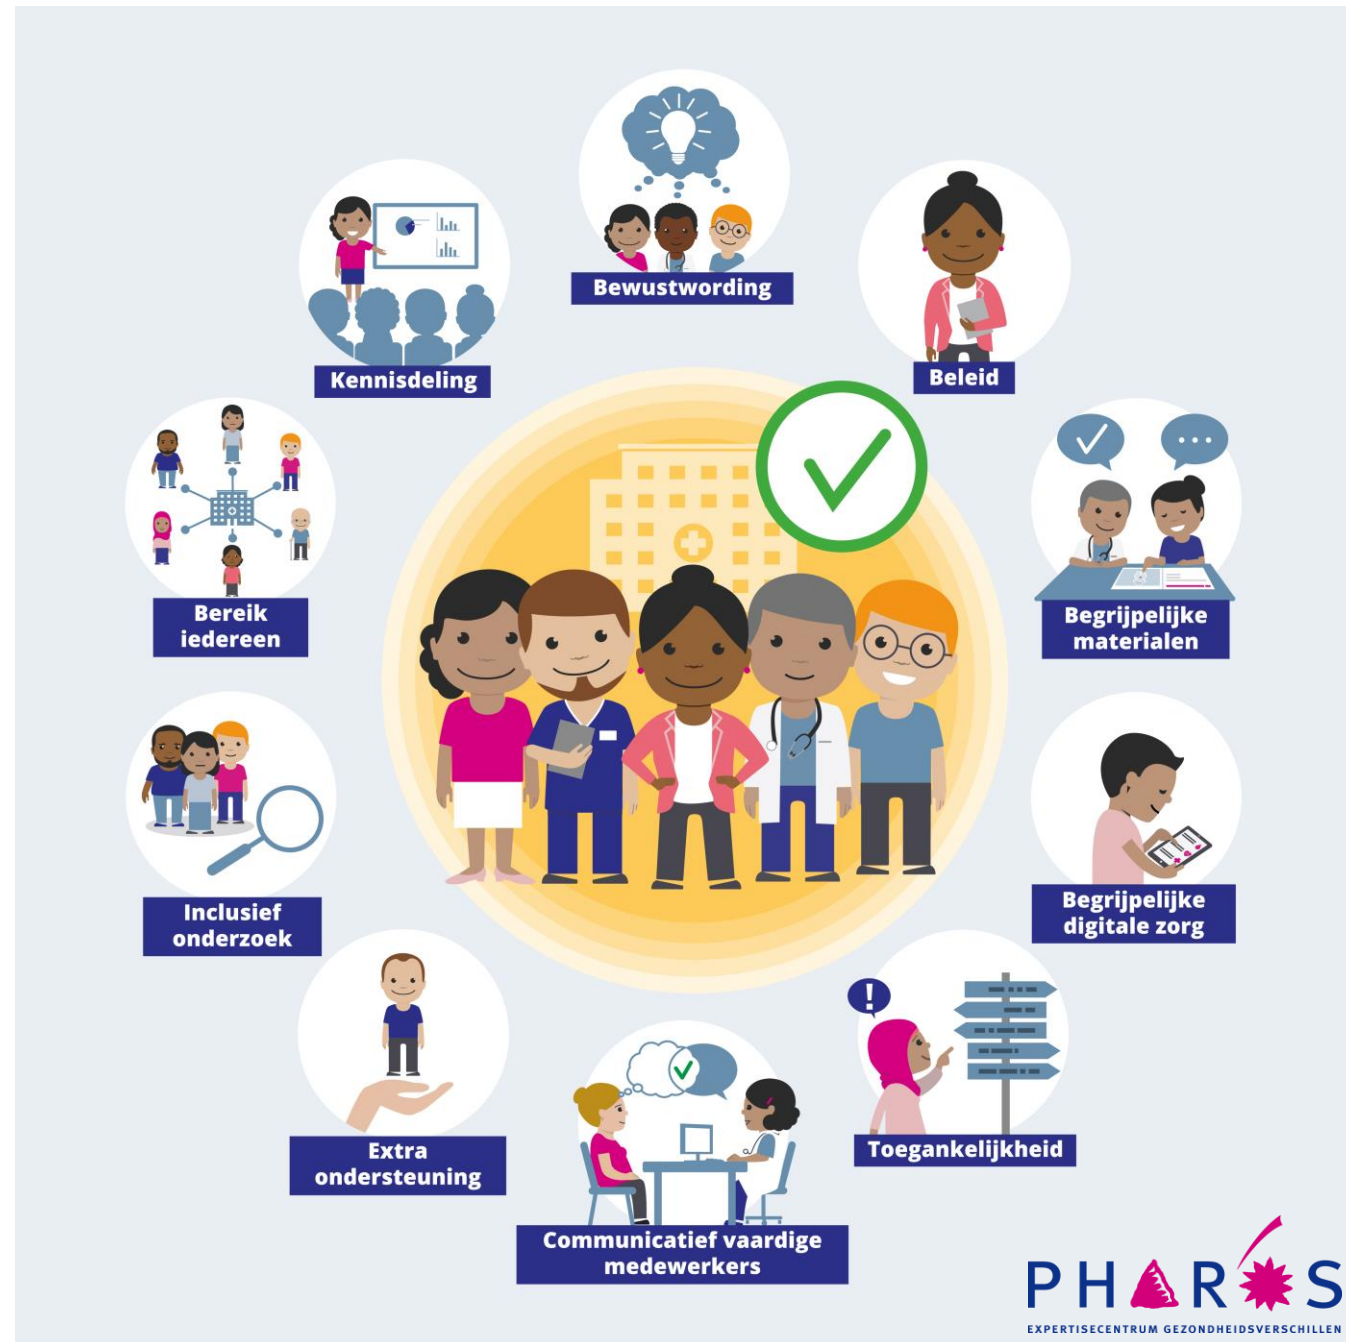 Bewustwording
Beleid
Begrijpelijke
materialen
Begrijpelijke
digitale zorg
Toegankelijkheid
Communicatief vaardige
medewerkers
Extra
ondersteuning
Inclusief
onderzoek
Bereik
iedereen
Kennisdeling
!
PHAROS
EXPERTISECENTRUM GEZONDHEIDSVERSCHILLEN